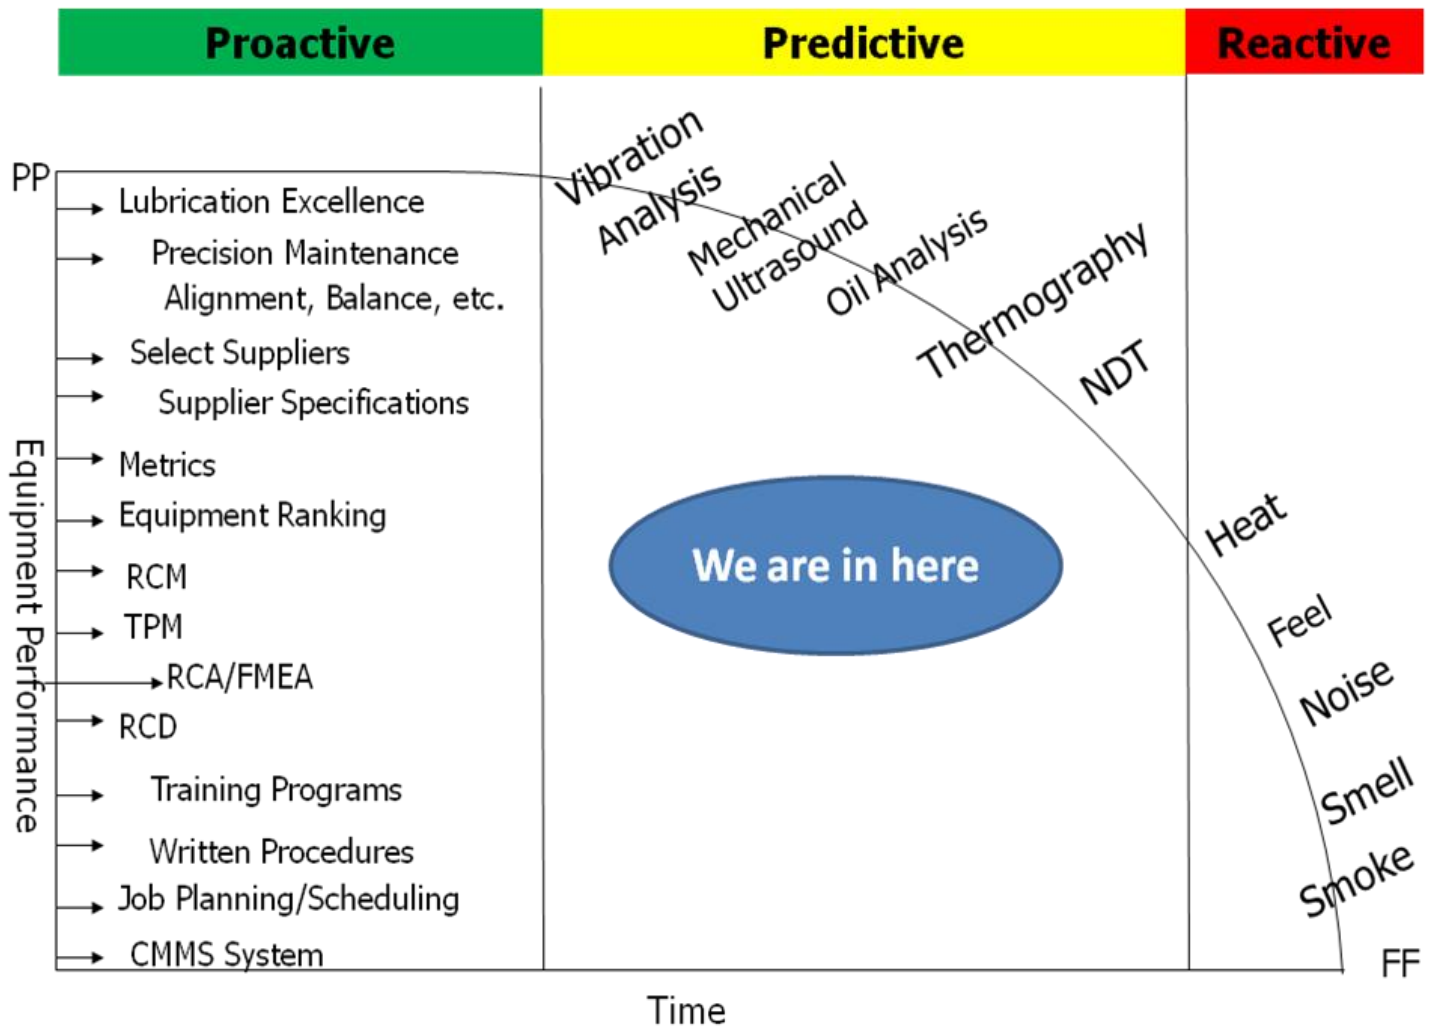 Proactive
Predictive
Reactive
PP
Lubrication Excellence
Precision Maintenance
Alignment, Balance, etc.
Select Suppliers
Supplier Specifications
Metrics
Equipment Ranking
RCM
TPM
RCA/FMEA
RCD
Training Programs
Written Procedures
Job Planning/Scheduling
CMMS System
Equipment Performance
Vibration
Analysis
Mechanical
Ultrasound
Oil Analysis
Thermography
NDT
We are in here
Heat
Feel
Noise
Smell
Smoke
FF
Time